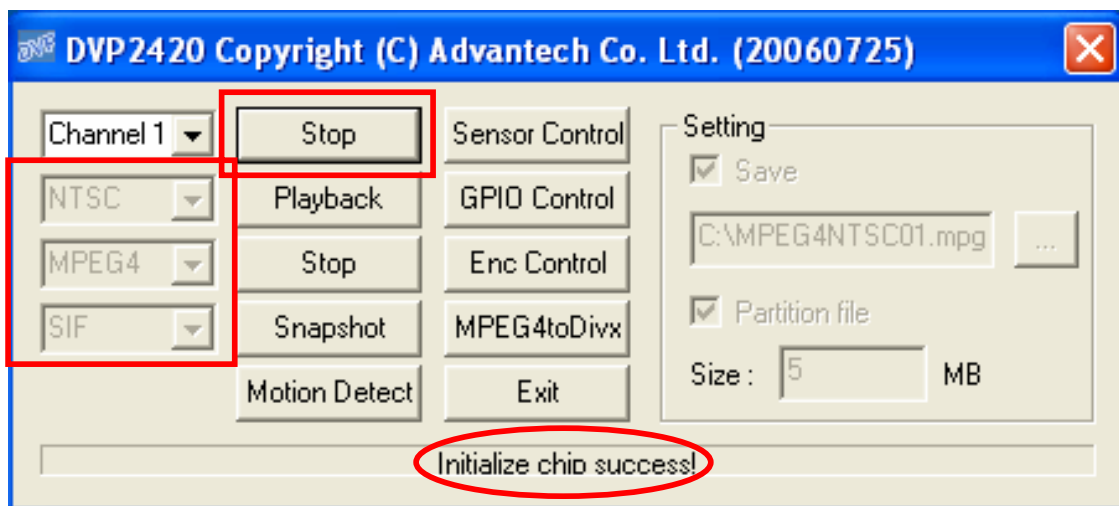 DVP2420 Copyright (C) Advantech Co. Ltd. (20060725)
Channel 1
Stop
Sensor Control
Setting
Save
NTSC
Playback
GPIO Control
C:\MPEG4NTSC01.mpg
...
MPEG4
Stop
Enc Control
Partition file
SIF
Snapshot
MPEG4toDivx
Size : 5 MB
Motion Detect
Exit
Initialize chip success!